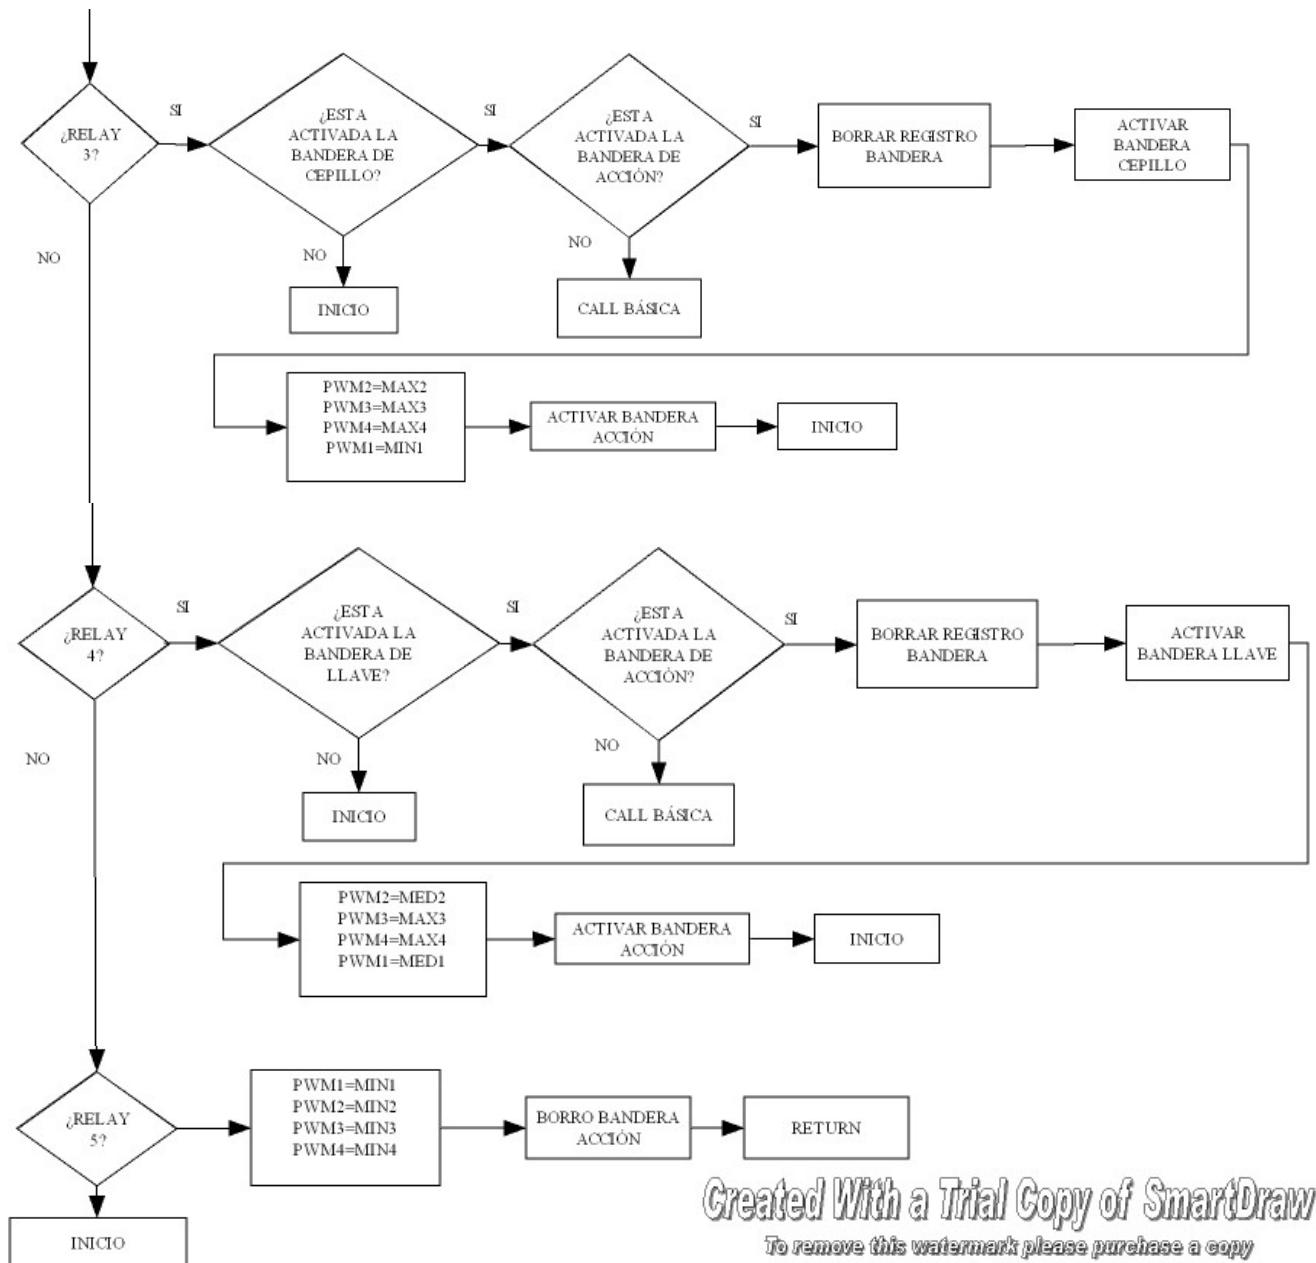 ¿RELAY
3?
SI
¿ESTA
ACTIVADA LA
BANDERA DE
CEPILLO?
SI
¿ESTA
ACTIVADA LA
BANDERA DE
ACCIÓN?
SI
BORRAR REGISTRO
BANDERA
ACTIVAR
BANDERA
CEPILLO
NO
NO
INICIO
NO
CALL BÁSICA
PWM2=MAX2
PWM3=MAX3
PWM4=MAX4
PWM1=MIN1
ACTIVAR BANDERA
ACCIÓN
INICIO
¿RELAY
4?
SI
¿ESTA
ACTIVADA LA
BANDERA DE
LLAVE?
SI
¿ESTA
ACTIVADA LA
BANDERA DE
ACCIÓN?
SI
BORRAR REGISTRO
BANDERA
ACTIVAR
BANDERA LLAVE
NO
NO
INICIO
NO
CALL BÁSICA
PWM2=MED2
PWM3=MAX3
PWM4=MAX4
PWM1=MED1
ACTIVAR BANDERA
ACCIÓN
INICIO
¿RELAY
5?
PWM1=MIN1
PWM2=MIN2
PWM3=MIN3
PWM4=MIN4
BORRO BANDERA
ACCIÓN
RETURN
INICIO
Created With a Trial Copy of SmartDraw
To remove this watermark please purchase a copy